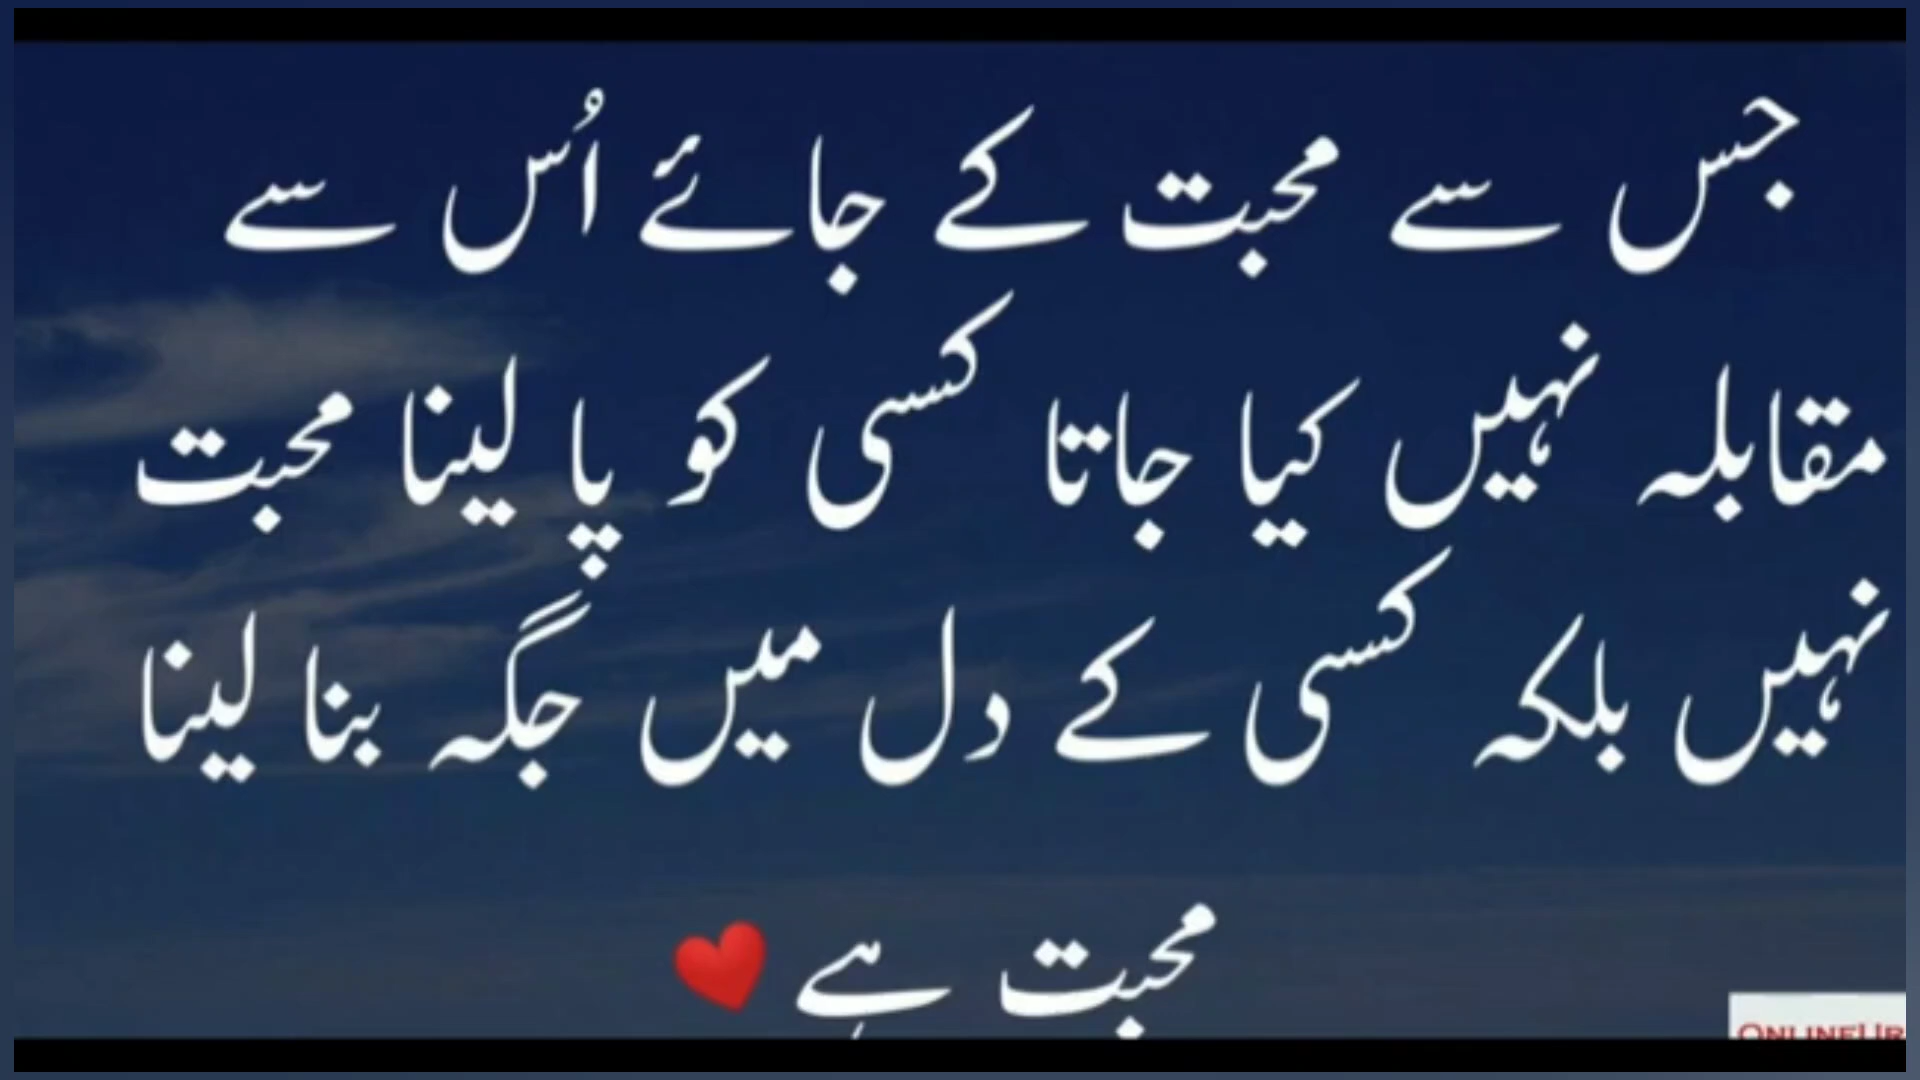 جس سے محبت کے جائے اُس سے
مقابلہ نہیں کیا جاتا کسی کو پا لینا محبت
نہیں بلکہ کسی کے دل میں جگہ بنا لینا
محبت ہے ❤